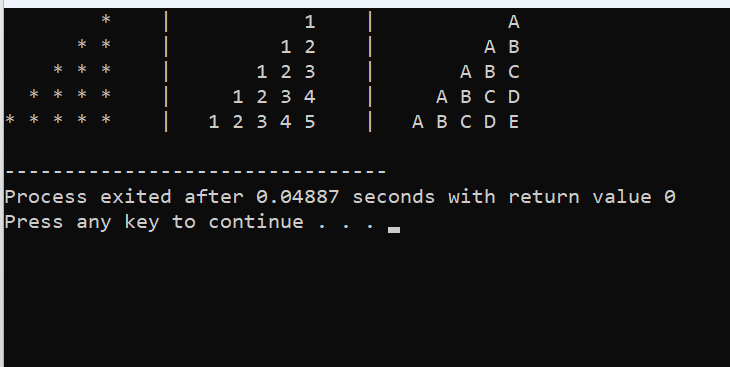 *    |           1    |           A
      * *    |         1 2    |         A B
    * * *    |       1 2 3    |       A B C
  * * * *    |     1 2 3 4    |     A B C D
* * * * *    |   1 2 3 4 5    |   A B C D E
--------------------------------
Process exited after 0.04887 seconds with return value 0
Press any key to continue . . .